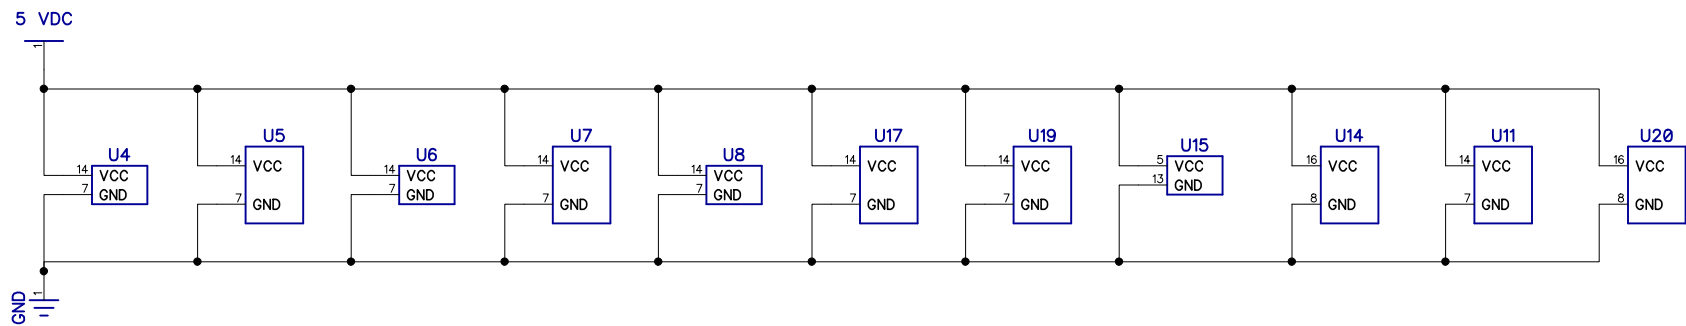 5 VDC
1
U4
14 VCC
7 GND
U5
14 VCC
7 GND
U6
14 VCC
7 GND
U7
14 VCC
7 GND
U8
14 VCC
7 GND
U17
14 VCC
7 GND
U19
14 VCC
7 GND
U15
5 VCC
13 GND
U14
16 VCC
8 GND
U11
14 VCC
7 GND
U20
16 VCC
8 GND
1
GND